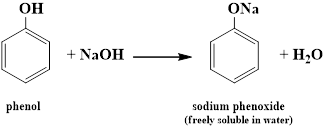 OH
ONa
+ NaOH
+ H₂O
phenol
sodium phenoxide
(freely soluble in water)